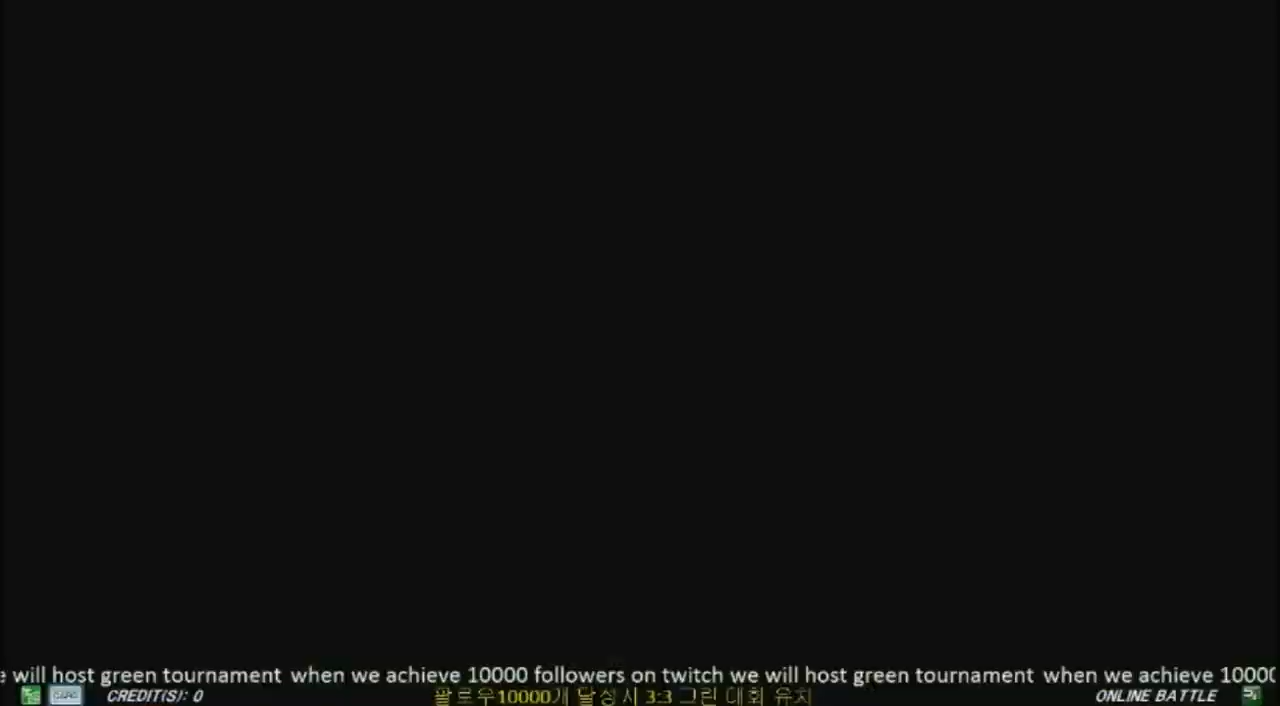 will host green tournament when we achieve 10000 followers on twitch we will host green tournament when we achieve 1000
CREDIT(S): 0 팔로우10000개 달성시 3:3 그린 대회 유치 ONLINE BATTLE